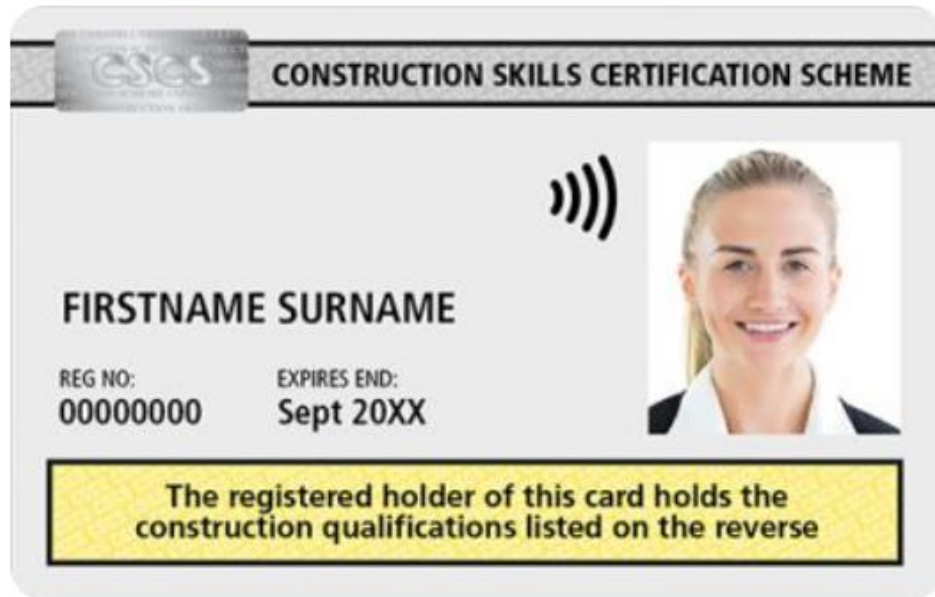 CSCS
CONSTRUCTION SKILLS CERTIFICATION SCHEME
FIRSTNAME SURNAME
REG NO:
EXPIRES END:
00000000
Sept 20XX
The registered holder of this card holds the
construction qualifications listed on the reverse